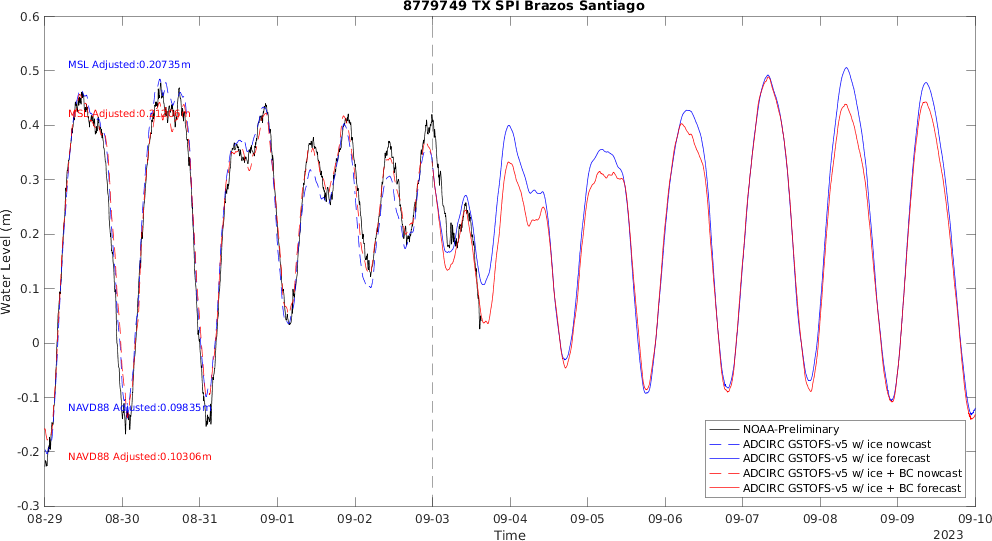 8779749 TX SPI Brazos Santiago
Water Level (m)
0.6
0.5
0.4
0.3
0.2
0.1
0
-0.1
-0.2
-0.3
MSL Adjusted:0.20735m
MSL Adjusted:
NAVD88 Adjusted:0.09835m
NAVD88 Adjusted:0.10306m
NOAA-Preliminary
ADCIRC GSTOFS-v5 w/ ice nowcast
ADCIRC GSTOFS-v5 w/ ice forecast
ADCIRC GSTOFS-v5 w/ ice + BC nowcast
ADCIRC GSTOFS-v5 w/ ice + BC forecast
08-29 08-30 08-31 09-01 09-02 09-03 09-04 09-05 09-06 09-07 09-08 09-09 09-10
Time
2023